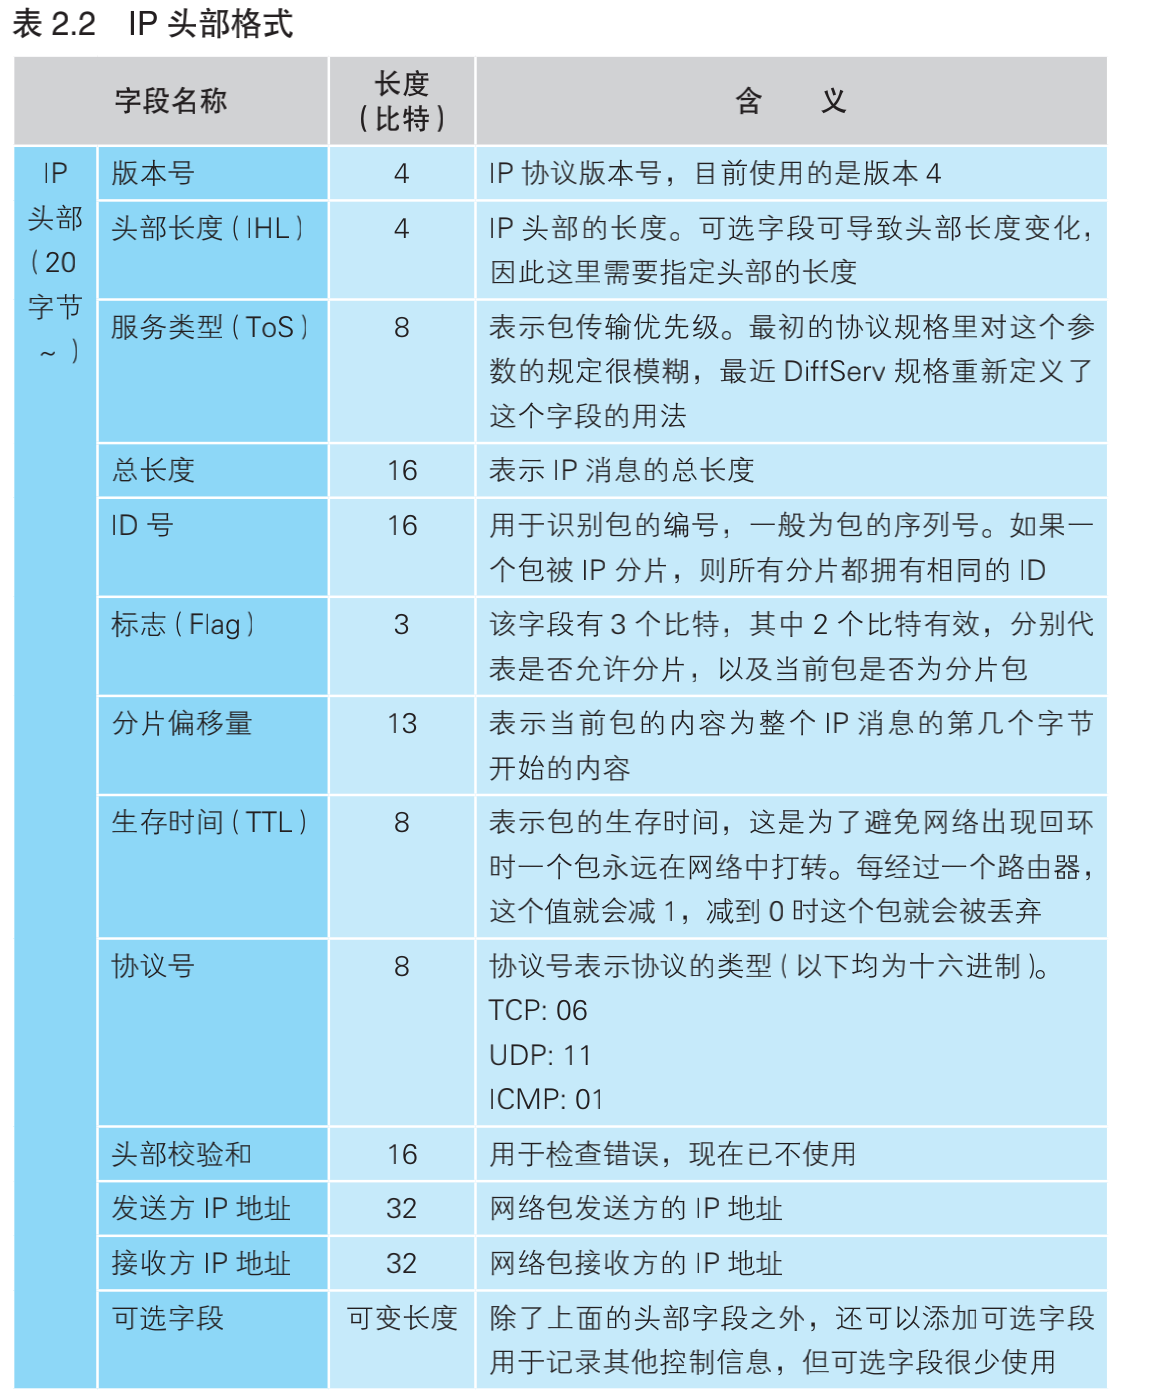 表 2.2 IP 头部格式
字段名称
长度
（比特）
含 义
IP
头部
（20
字节
～ ）
版本号
4
IP 协议版本号，目前使用的是版本 4
头部长度（IHL）
4
IP 头部的长度。可选字段可导致头部长度变化，
因此这里需要指定头部的长度
服务类型（ToS）
8
表示包传输优先级。最初的协议规格里对这个参
数的规定很模糊，最近 DiffServ 规格重新定义了
这个字段的用法
总长度
16
表示 IP 消息的总长度
ID 号
16
用于识别包的编号，一般为包的序列号。如果一
个包被 IP 分片，则所有分片都拥有相同的 ID
标志（Flag）
3
该字段有 3 个比特，其中 2 个比特有效，分别代
表是否允许分片，以及当前包是否为分片包
分片偏移量
13
表示当前包的内容为整个 IP 消息的第几个字节
开始的内容
生存时间（TTL）
8
表示包的生存时间，这是为了避免网络出现回环
时一个包永远在网络中打转。每经过一个路由器，
这个值就会减 1，减到 0 时这个包就会被丢弃
协议号
8
协议号表示协议的类型（以下均为十六进制）。
TCP: 06
UDP: 11
ICMP: 01
头部校验和
16
用于检查错误，现在已不使用
发送方 IP 地址
32
网络包发送方的 IP 地址
接收方 IP 地址
32
网络包接收方的 IP 地址
可选字段
可变长度
除了上面的头部字段之外，还可以添加可选字段
用于记录其他控制信息，但可选字段很少使用